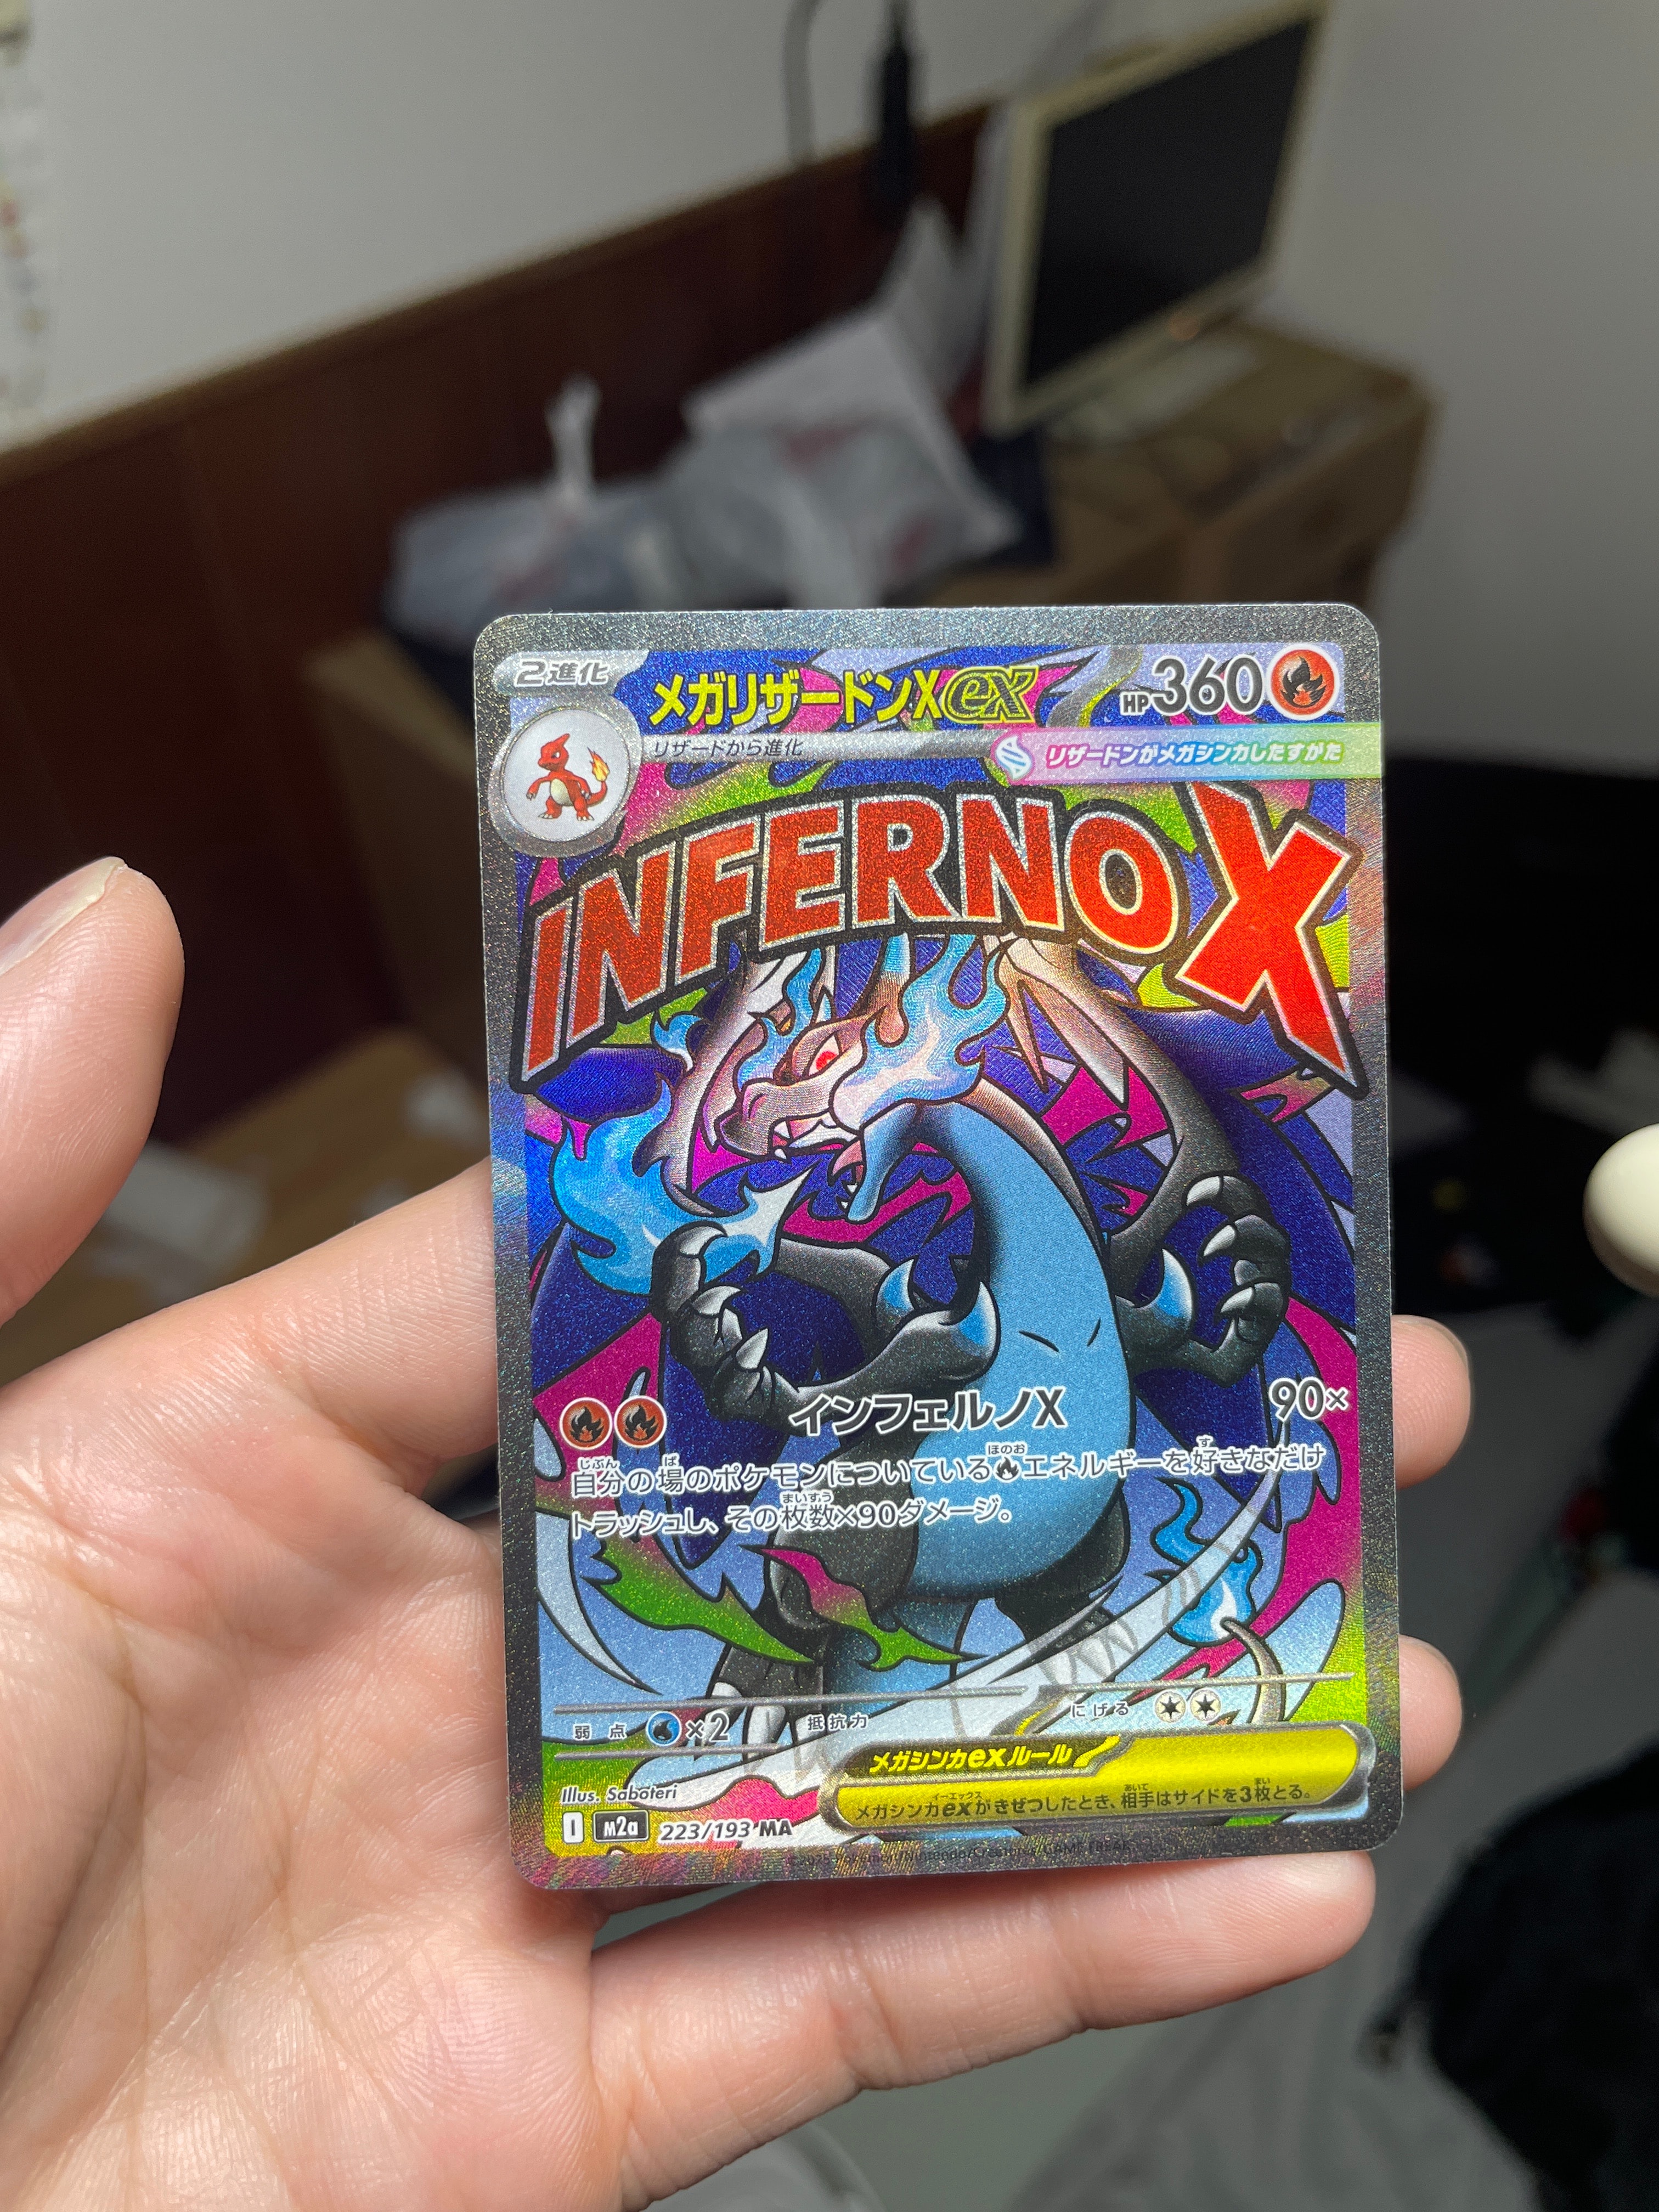 2進化
メガリザードンXex
HP360
リザードから進化
リザードンがメガシンカしたすがた
INFERNO X
インフェルノX 90×
自分の場のポケモンについているエネルギーを好きなだけ
トラッシュし、その枚数×90ダメージ。
弱点 ×2 抵抗力 にげる
メガシンカexルール
メガシンカexがきぜつしたとき、相手はサイドを3枚とる。
Illus. Saboteri
I m2a 223/193 MA
©2025 Pokémon/Nintendo/Creatures/GAME FREAK